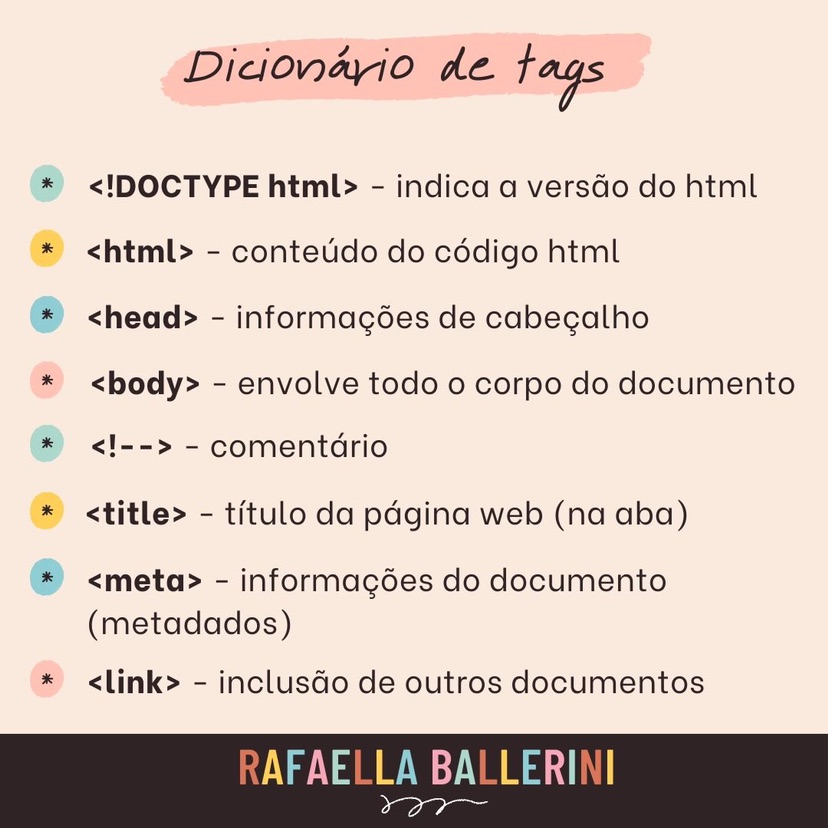 Dicionário de tags
* <!DOCTYPE html> - indica a versão do html
* <html> - conteúdo do código html
* <head> - informações de cabeçalho
* <body> - envolve todo o corpo do documento
* <!--> - comentário
* <title> - título da página web (na aba)
* <meta> - informações do documento
(metadados)
* <link> - inclusão de outros documentos
RAFAELLA BALLERINI